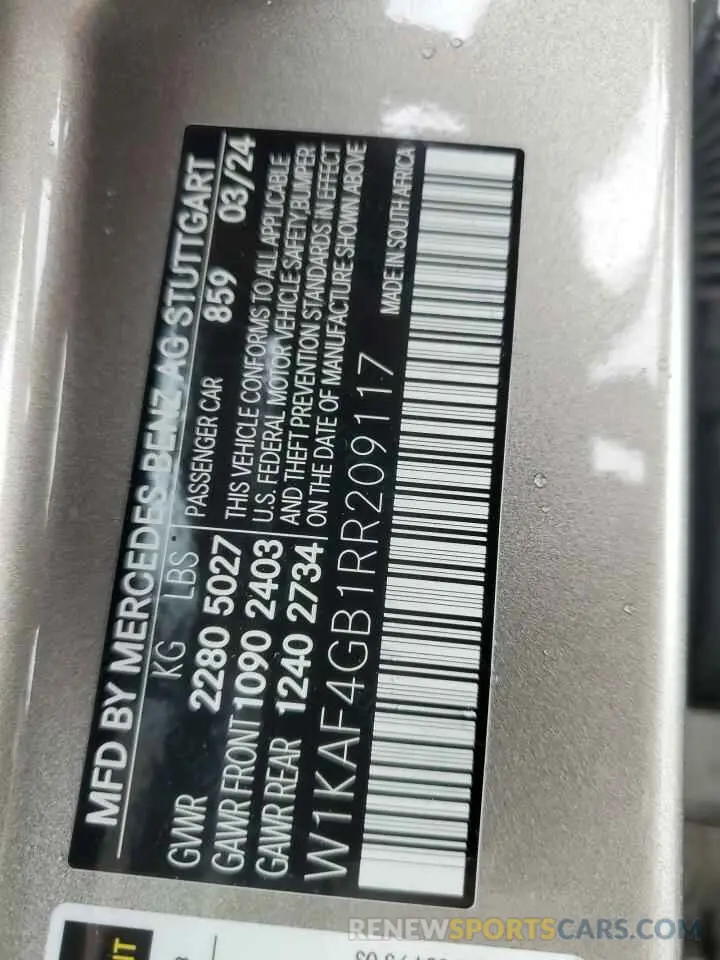 MFD BY MERCEDES-BENZ AG STUTTGART
KG LBS PASSENGER CAR 859 03/24
GVWR 2280 5027
GAWR FRONT 1090 2403
GAWR REAR 1240 2734
THIS VEHICLE CONFORMS TO ALL APPLICABLE
U.S. FEDERAL MOTOR VEHICLE SAFETY BUMPER
AND THEFT PREVENTION STANDARDS IN EFFECT
ON THE DATE OF MANUFACTURE SHOWN ABOVE
W1KAF4GB1RR209117 MADE IN SOUTH AFRICA
RENEWSPORTSCARS.COM